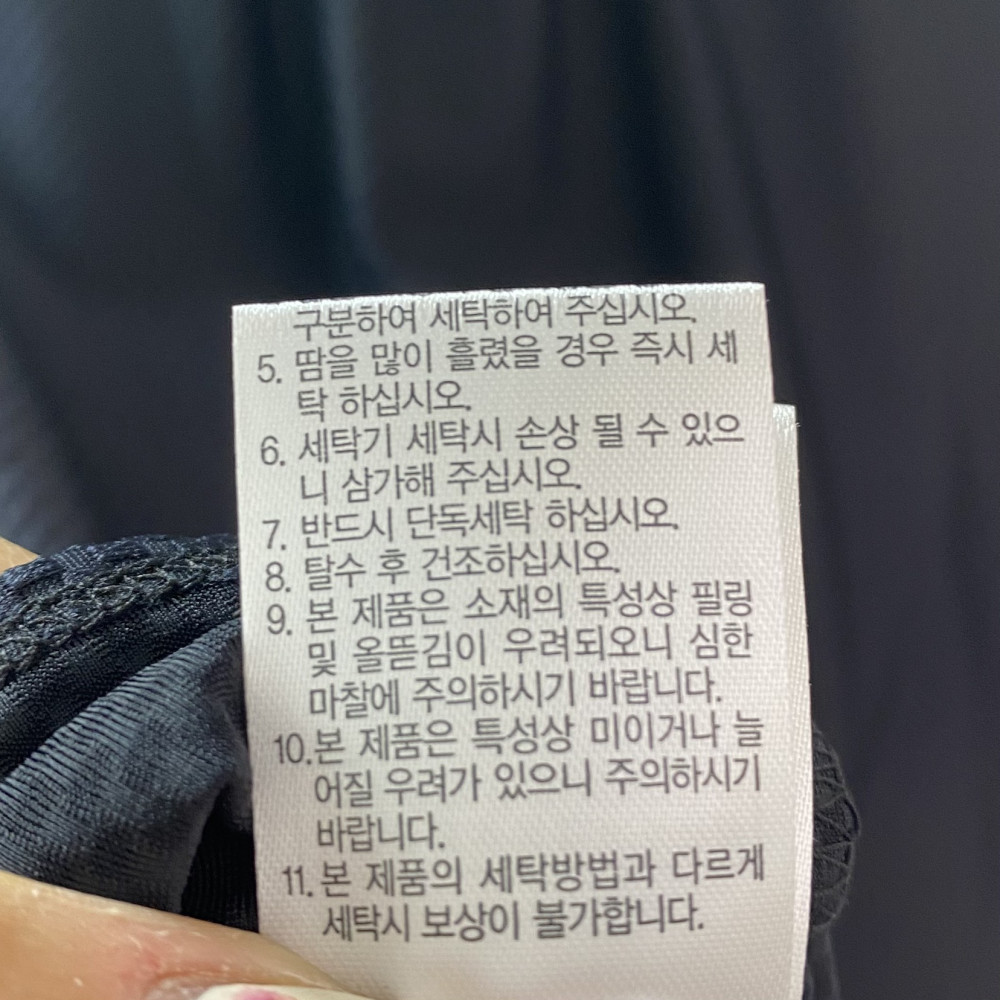 구분하여 세탁하여 주십시오.
5. 땀을 많이 흘렸을 경우 즉시 세
탁 하십시오.
6. 세탁기 세탁시 손상 될 수 있으
니 삼가해 주십시오.
7. 반드시 단독세탁 하십시오.
8. 탈수 후 건조하십시오.
9. 본 제품은 소재의 특성상 필링
및 올뜯김이 우려되오니 심한
마찰에 주의하시기 바랍니다.
10. 본 제품은 특성상 미이거나 늘
어질 우려가 있으니 주의하시기
바랍니다.
11. 본 제품의 세탁방법과 다르게
세탁시 보상이 불가합니다.